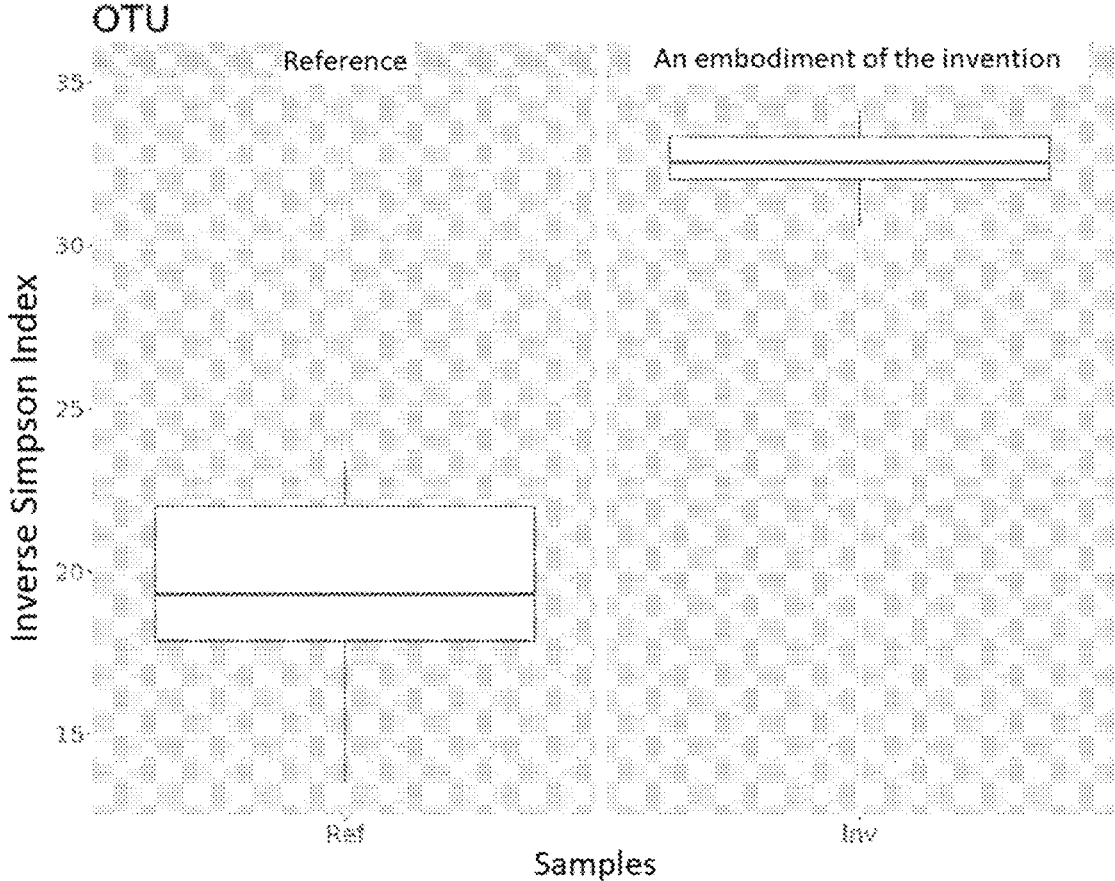 OTU
Reference
An embodiment of the invention
35
30
25
20
15
Inverse Simpson Index
Ref
Inv
Samples